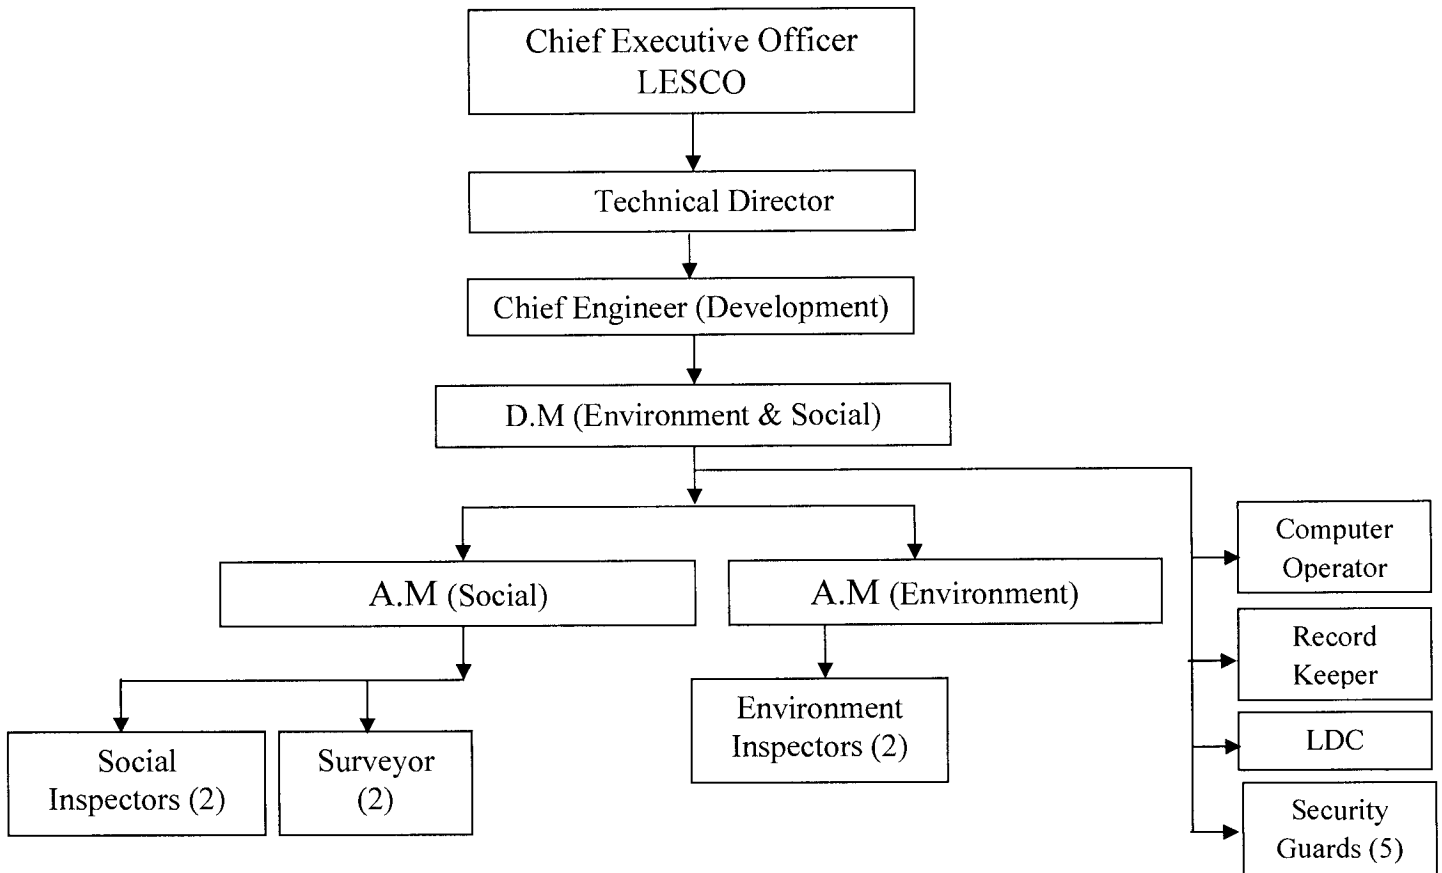 Chief Executive Officer
LESCO
Technical Director
Chief Engineer (Development)
D.M (Environment & Social)
A.M (Social)
A.M (Environment)
Computer
Operator
Record
Keeper
LDC
Security
Guards (5)
Environment
Inspectors (2)
Social
Inspectors (2)
Surveyor
(2)